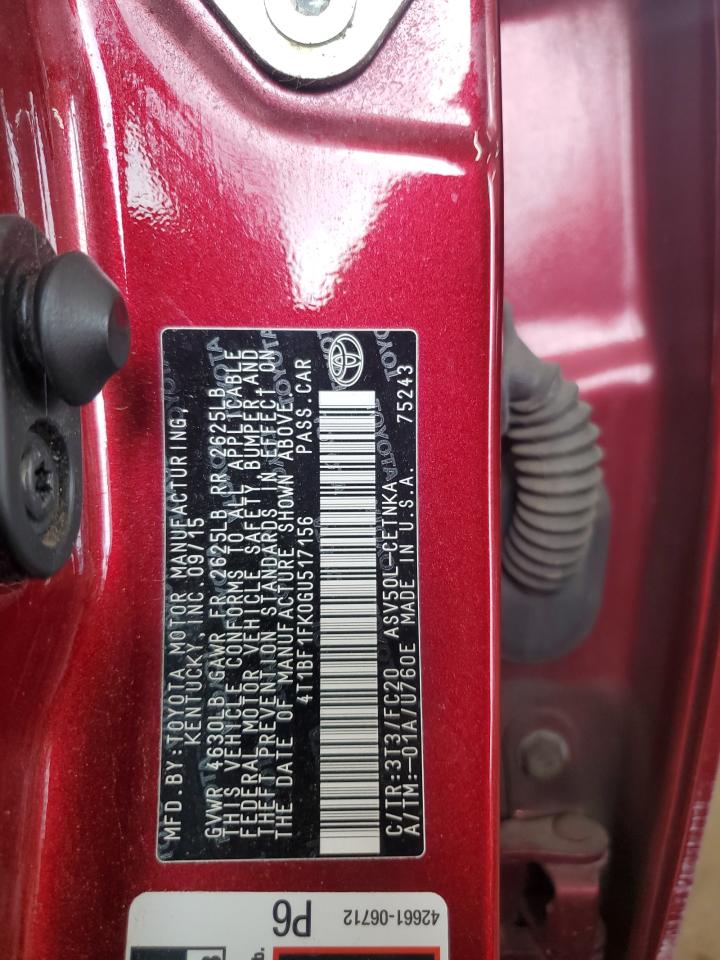 MFD.BY:TOYOTA MOTOR MANUFACTURING,
KENTUCKY, INC 09/15
GVWR 4630LB GAWR FR 2625LB RR 2625LB
THIS VEHICLE CONFORMS TO ALL APPLICABLE
FEDERAL MOTOR VEHICLE SAFETY BUMPER AND
THEFT PREVENTION STANDARDS IN EFFECT ON
THE DATE OF MANUFACTURE SHOWN ABOVE.
4T1BF1FK0GU517156 PASS. CAR
C/TR:3T3/FC20 ASV50L-CETNKA
A/TM:-01A/U760E MADE IN U.S.A. 75243
TOYOTA
P6
42661-06712